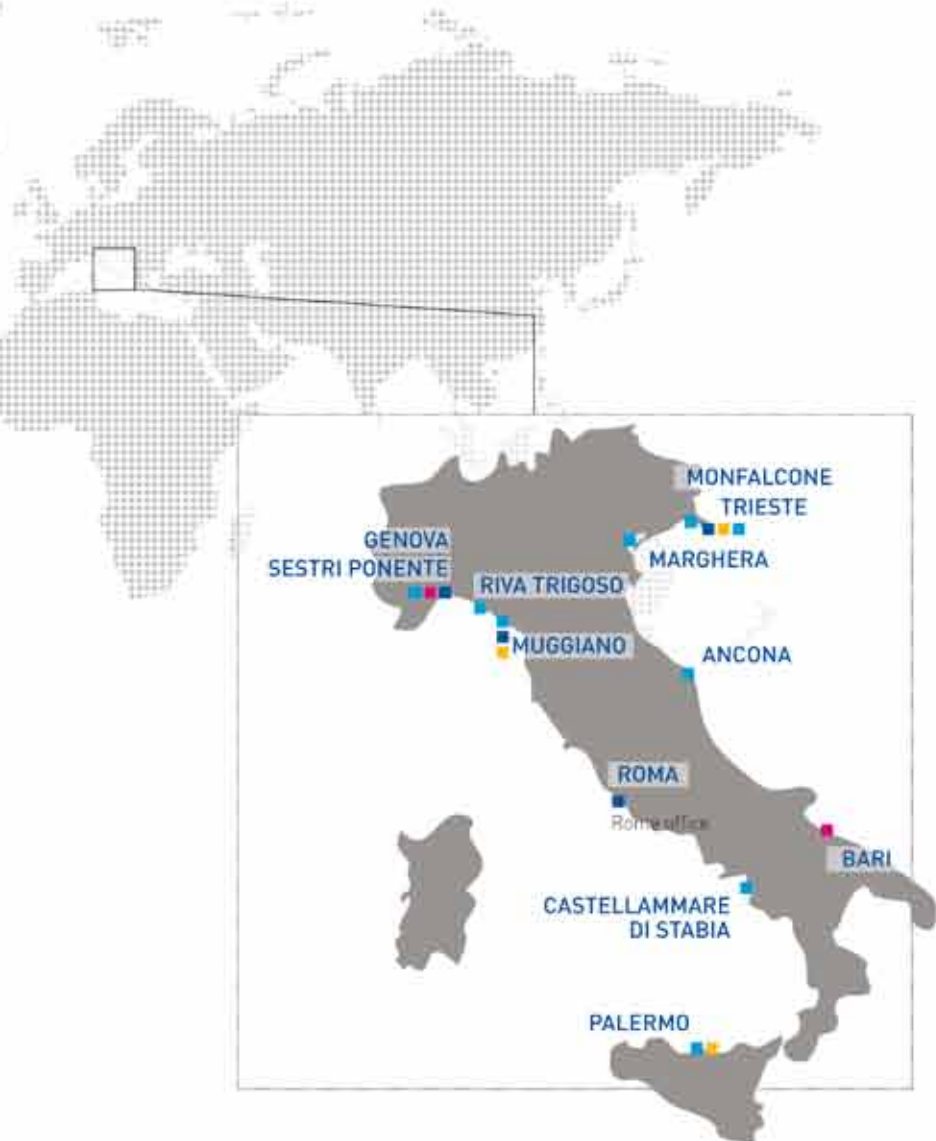 MONFALCONE
TRIESTE
GENOVA
SESTRI PONENTE
MARGHERA
RIVA TRIGOSO
MUGGIANO
ANCONA
ROMA
Rome office
BARI
CASTELLAMMARE
DI STABIA
PALERMO